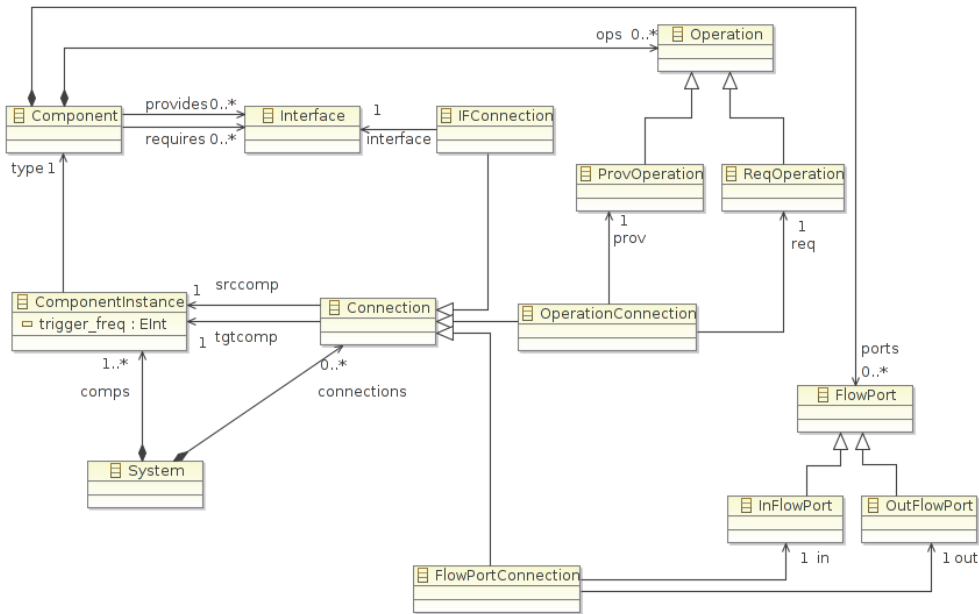 ops 0..*
Operation
Component
provides 0..*
requires 0..*
Interface
1
interface
IFConnection
type 1
ProvOperation
ReqOperation
1
prov
1
req
ComponentInstance
trigger_freq : EInt
1
srccomp
1
tgtcomp
Connection
OperationConnection
1..*
comps
0..*
connections
ports
0..*
FlowPort
System
InFlowPort
OutFlowPort
1 in
1 out
FlowPortConnection